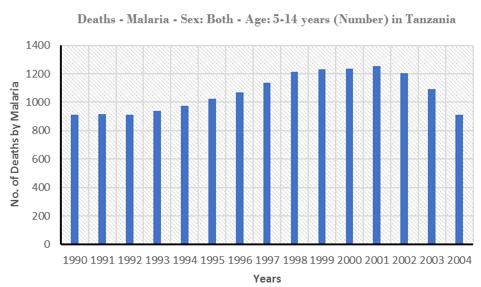 Deaths - Malaria - Sex: Both - Age: 5-14 years (Number) in Tanzania
1400
1200
1000
800
600
400
200
0
No. of Deaths by Malaria
1990 1991 1992 1993 1994 1995 1996 1997 1998 1999 2000 2001 2002 2003 2004
Years